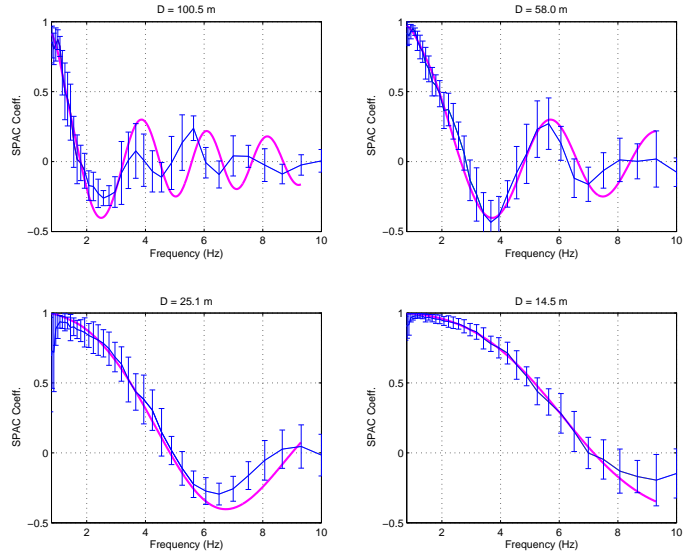 D = 100.5 m
1
0.5
0
−0.5
SPAC Coeff.
2 4 6 8 10
Frequency (Hz)
D = 58.0 m
1
0.5
0
−0.5
SPAC Coeff.
2 4 6 8 10
Frequency (Hz)
D = 25.1 m
1
0.5
0
−0.5
SPAC Coeff.
2 4 6 8 10
Frequency (Hz)
D = 14.5 m
1
0.5
0
−0.5
SPAC Coeff.
2 4 6 8 10
Frequency (Hz)